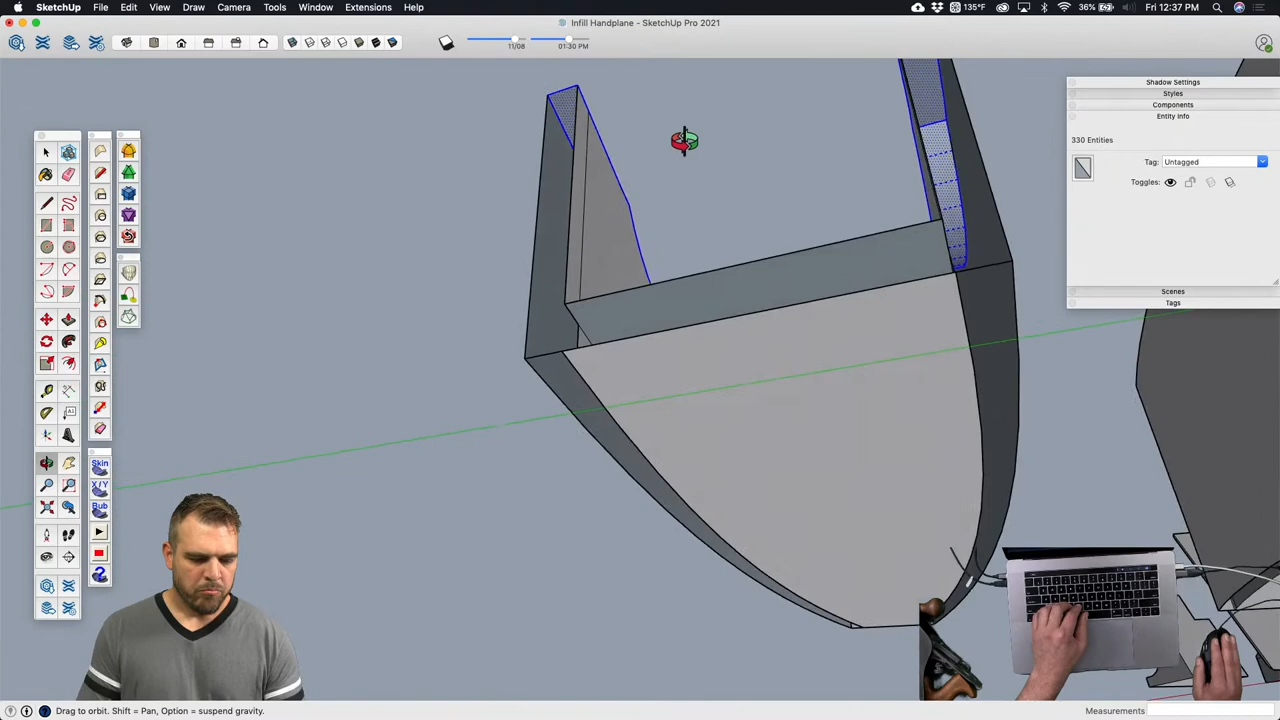 SketchUp File Edit View Draw Camera Tools Window Extensions Help
135°F
36%
Fri 12:37 PM
Infill Handplane - SketchUp Pro 2021
11/08
01:30 PM
Shadow Settings
Styles
Components
Entity Info
330 Entities
Tag: Untagged
Toggles:
Scenes
Tags
A1
Skin
X/Y
Bub
Drag to orbit. Shift = Pan, Option = suspend gravity.
Measurements